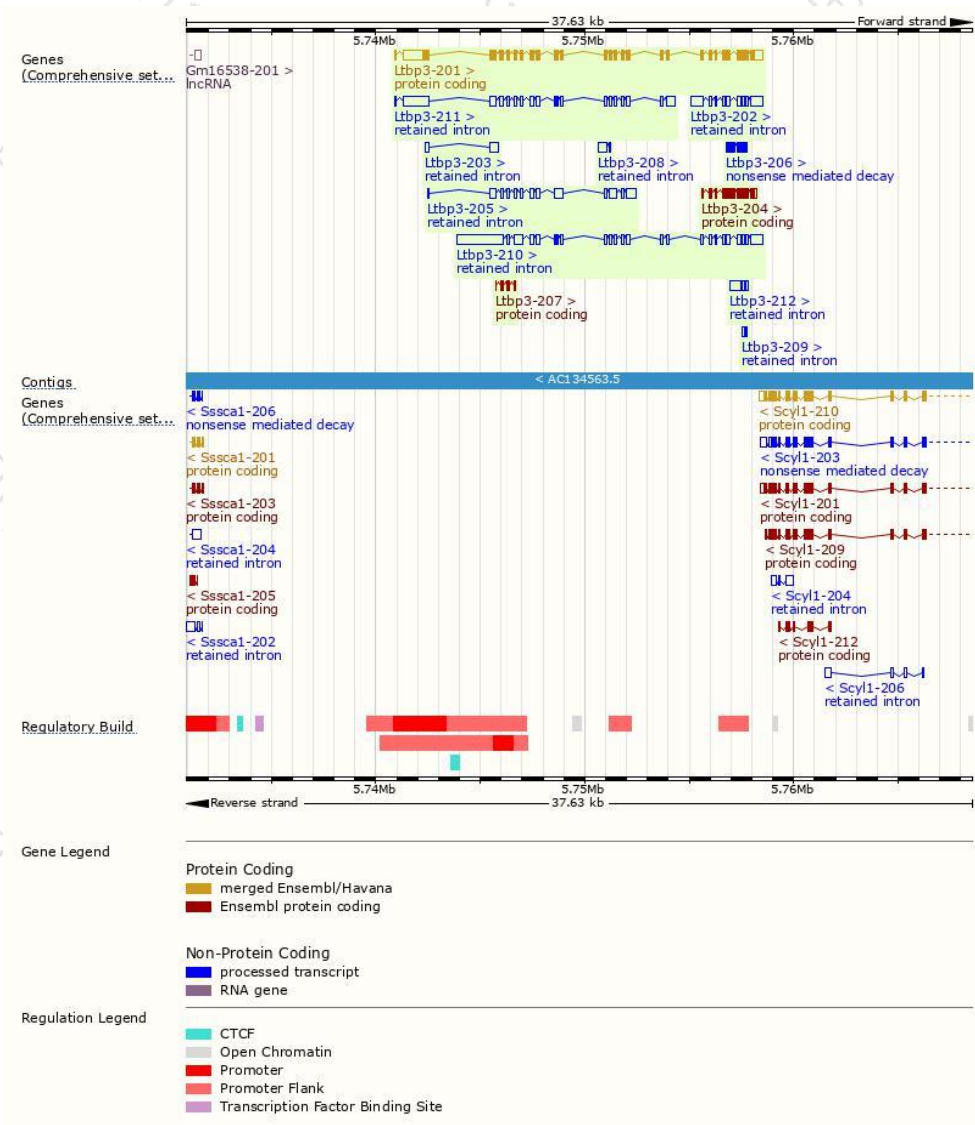 37.63 kb Forward strand
5.74Mb 5.75Mb 5.76Mb
Genes
(Comprehensive set...
Gm16538-201 >
lncRNA
Ltbp3-201 >
protein coding
Ltbp3-211 >
retained intron
Ltbp3-202 >
retained intron
Ltbp3-203 >
retained intron
Ltbp3-208 >
retained intron
Ltbp3-206 >
nonsense mediated decay
Ltbp3-205 >
retained intron
Ltbp3-204 >
protein coding
Ltbp3-210 >
retained intron
Ltbp3-207 >
protein coding
Ltbp3-212 >
retained intron
Ltbp3-209 >
retained intron
Contigs
< AC134563.5
Genes
(Comprehensive set...
< Sssca1-206
nonsense mediated decay
< Scyl1-210
protein coding
< Sssca1-201
protein coding
< Scyl1-203
nonsense mediated decay
< Sssca1-203
protein coding
< Scyl1-201
protein coding
< Sssca1-204
retained intron
< Scyl1-209
protein coding
< Sssca1-205
protein coding
< Scyl1-204
retained intron
< Sssca1-202
retained intron
< Scyl1-212
protein coding
< Scyl1-206
retained intron
Regulatory Build
5.74Mb 5.75Mb 5.76Mb
Reverse strand 37.63 kb
Gene Legend
Protein Coding
merged Ensembl/Havana
Ensembl protein coding
Non-Protein Coding
processed transcript
RNA gene
Regulation Legend
CTCF
Open Chromatin
Promoter
Promoter Flank
Transcription Factor Binding Site